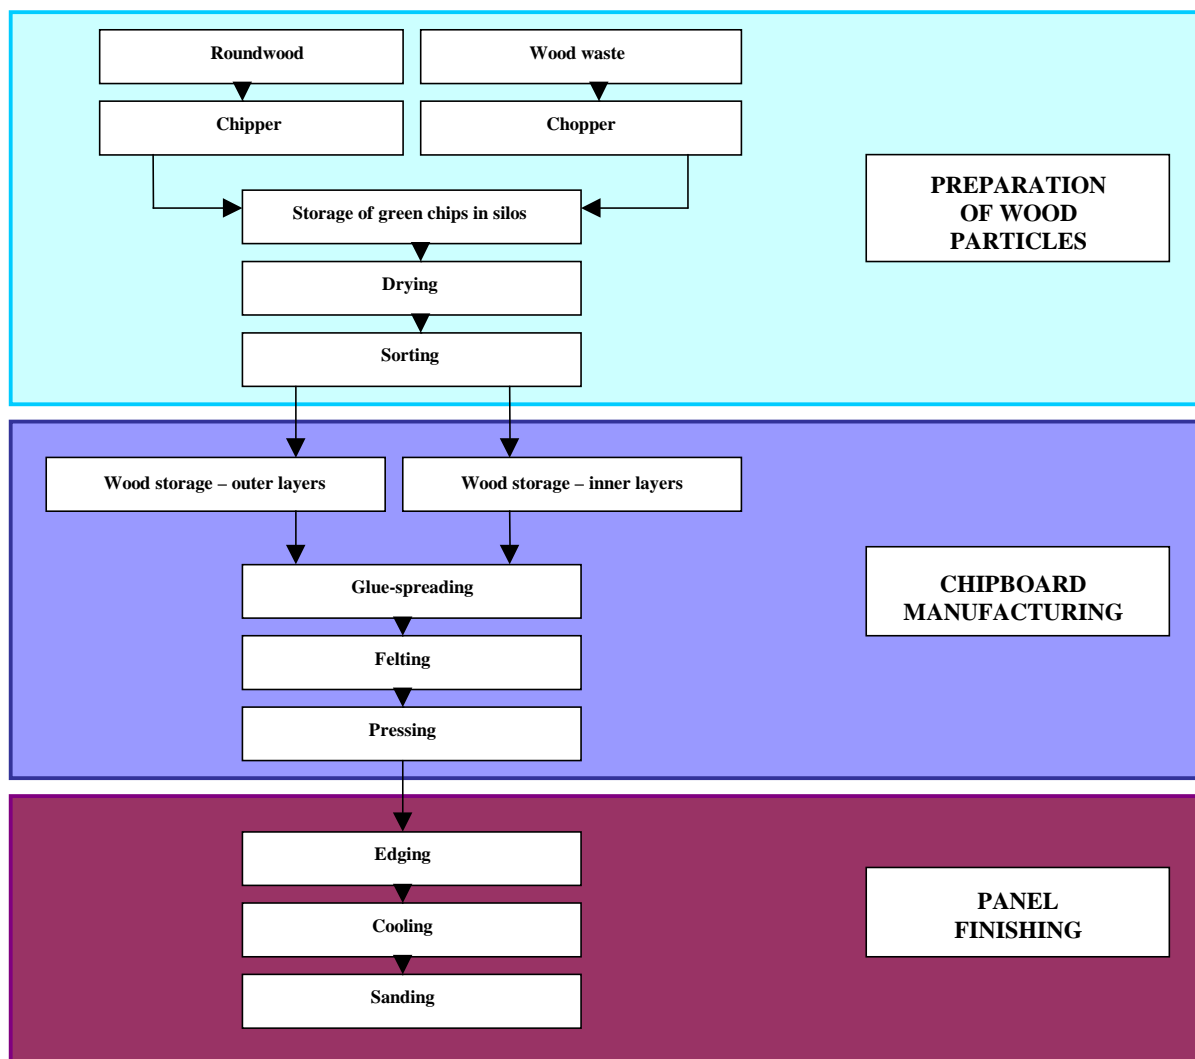 Roundwood
Wood waste
Chipper
Chopper
Storage of green chips in silos
Drying
Sorting
PREPARATION
OF WOOD
PARTICLES
Wood storage – outer layers
Wood storage – inner layers
Glue-spreading
Felting
Pressing
CHIPBOARD
MANUFACTURING
Edging
Cooling
Sanding
PANEL
FINISHING